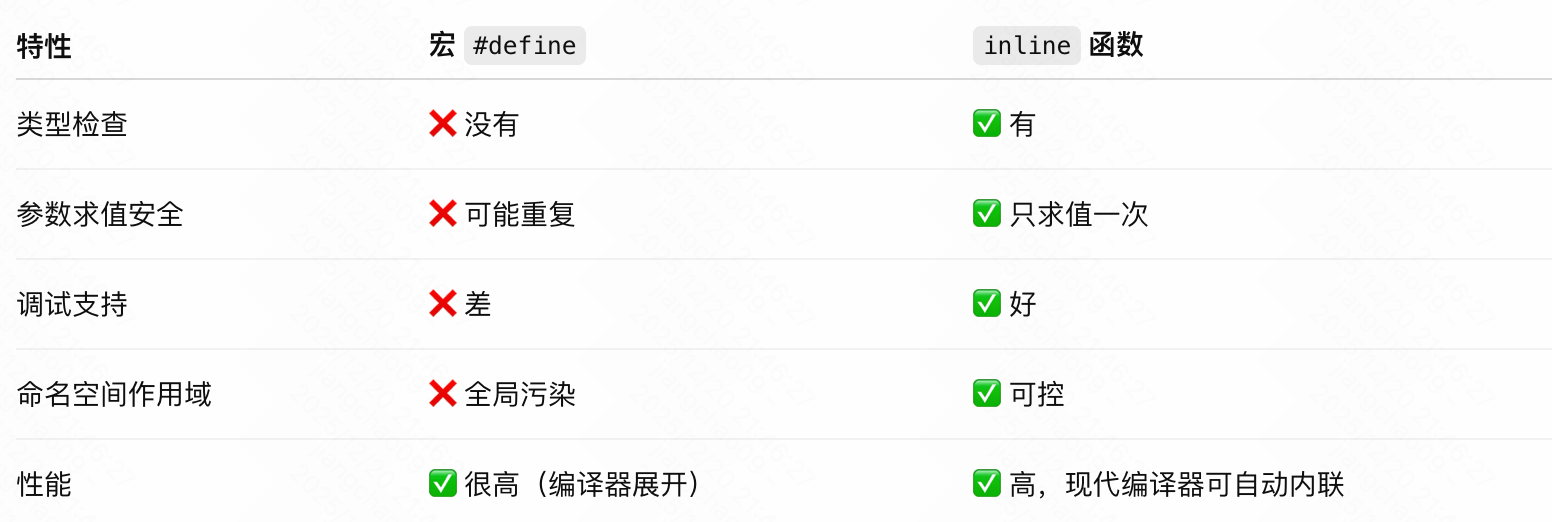 特性 宏 #define inline 函数
类型检查 ❌ 没有 ✅ 有
参数求值安全 ❌ 可能重复 ✅ 只求值一次
调试支持 ❌ 差 ✅ 好
命名空间作用域 ❌ 全局污染 ✅ 可控
性能 ✅ 很高（编译器展开） ✅ 高，现代编译器可自动内联